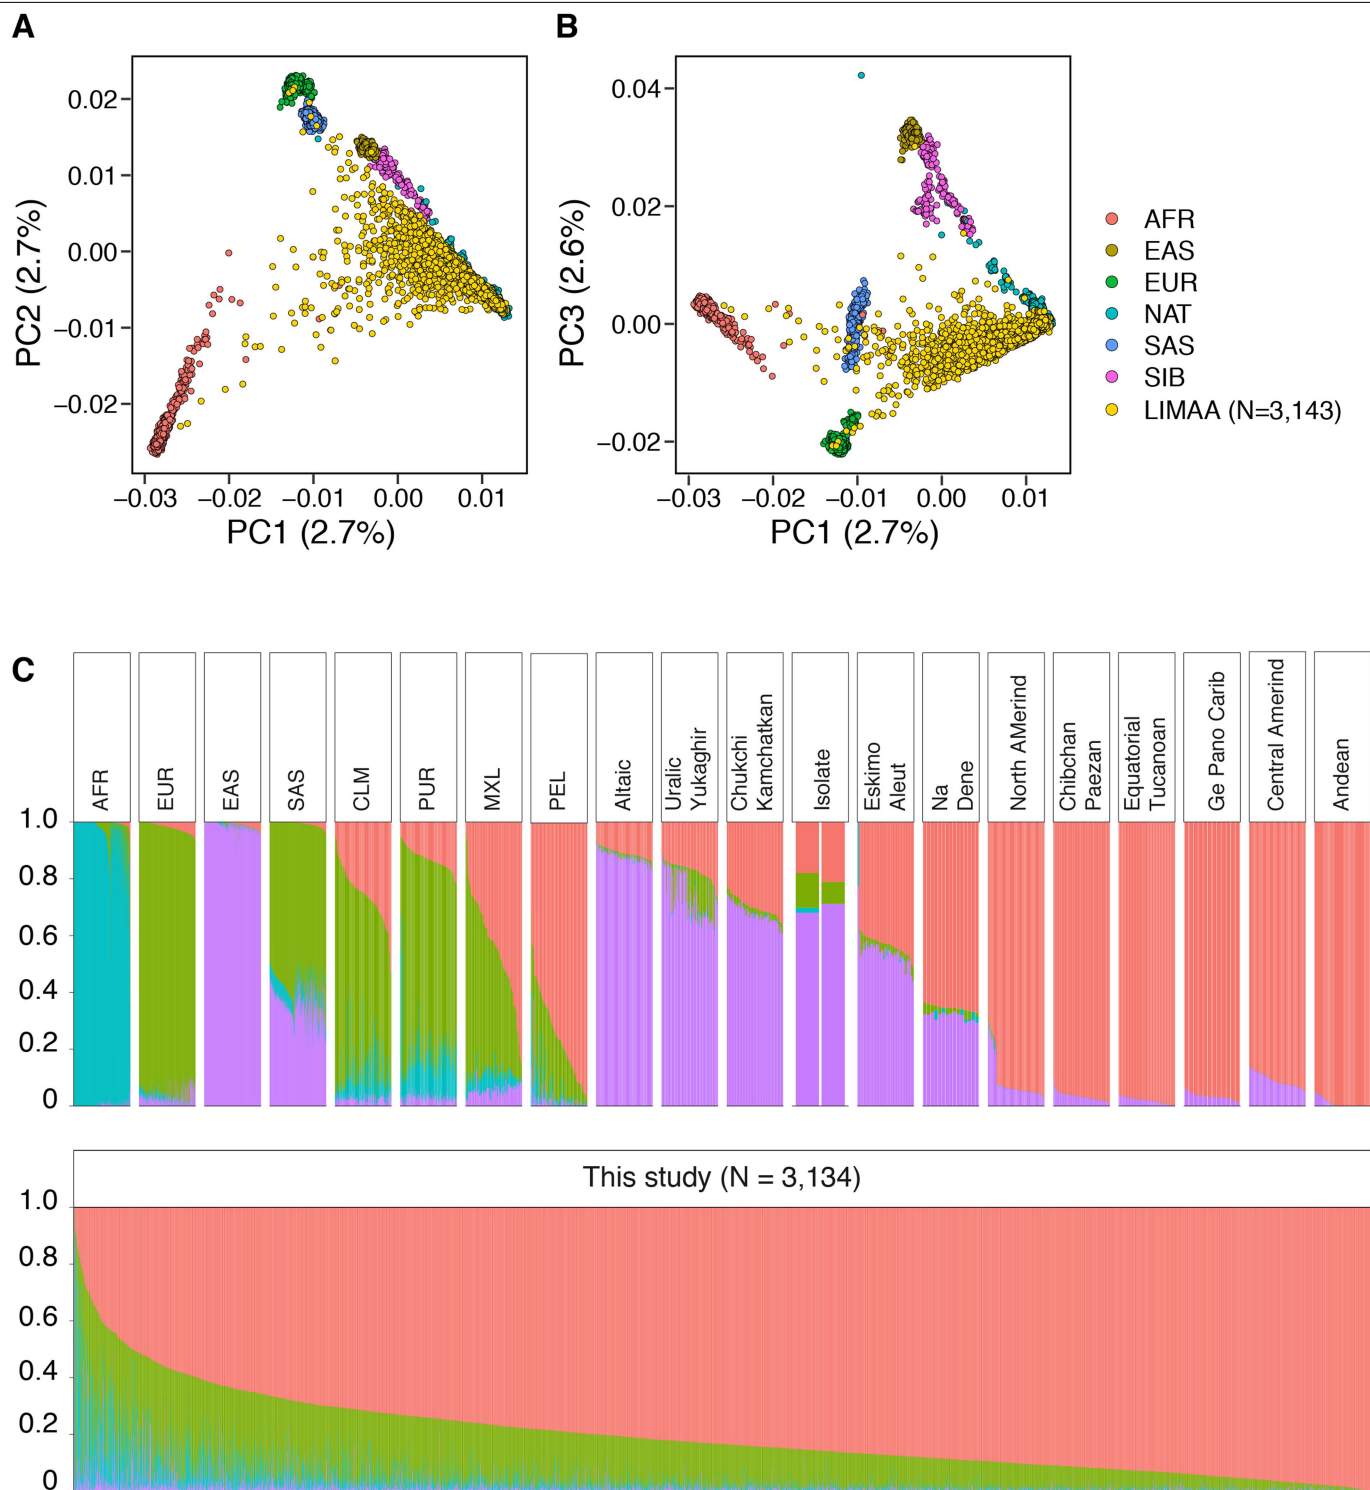 A
B
0.02
0.01
0.00
−0.01
−0.02
PC2 (2.7%)
−0.03
−0.02
−0.01
0.00
0.01
PC1 (2.7%)
0.04
0.02
0.00
−0.02
PC3 (2.6%)
−0.03
−0.02
−0.01
0.00
0.01
PC1 (2.7%)
AFR
EAS
EUR
NAT
SAS
SIB
LIMAA (N=3,143)
C
AFR
EUR
EAS
SAS
CLM
PUR
MXL
PEL
Altaic
Uralic
Yukaghir
Chukchi
Kamchatkan
Isolate
Eskimo
Aleut
Na
Dene
North AMerind
Chibchan
Paezan
Equatorial
Tucanoan
Ge Pano Carib
Central Amerind
Andean
1.0
0.8
0.6
0.4
0.2
0
This study (N = 3,134)
1.0
0.8
0.6
0.4
0.2
0